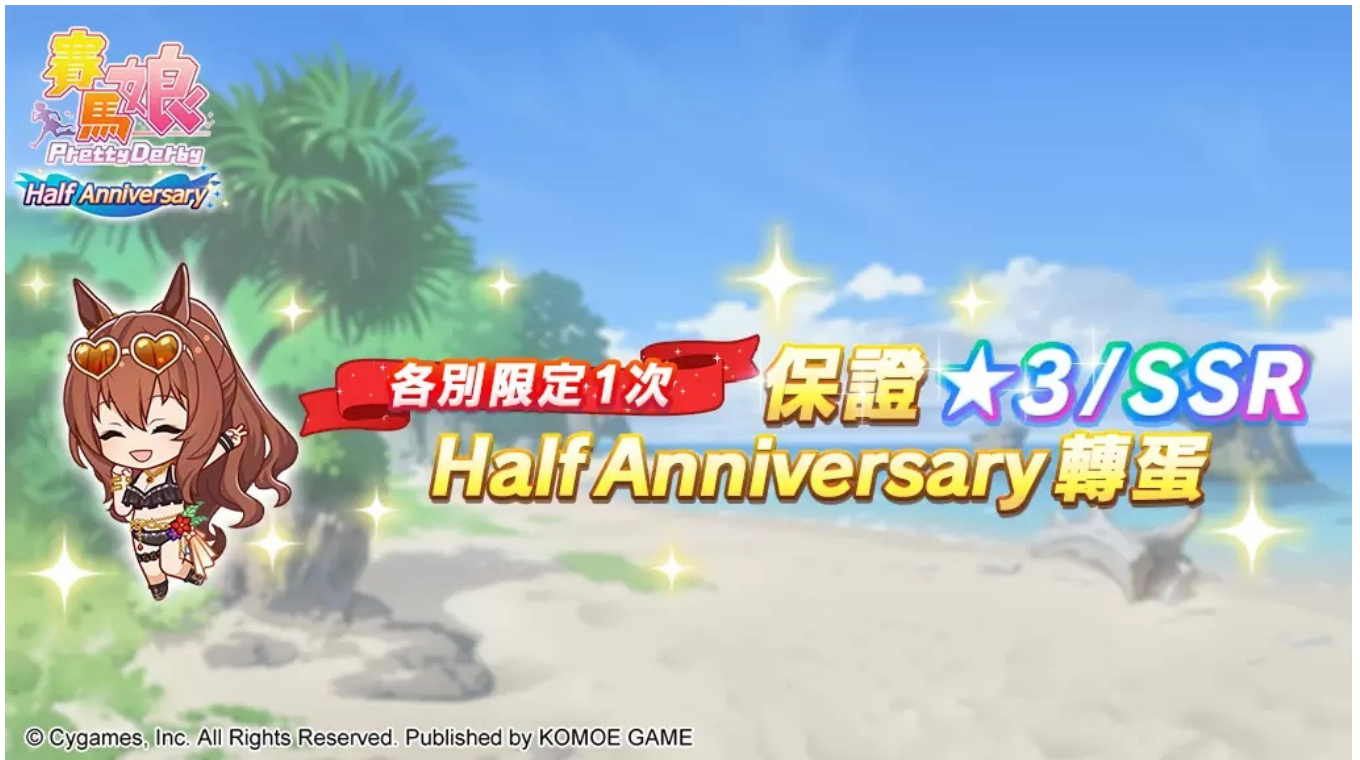 賽馬娘
PrettyDerby
Half Anniversary
各別限定1次 保證★3/SSR
Half Anniversary轉蛋
© Cygames, Inc. All Rights Reserved. Published by KOMOE GAME